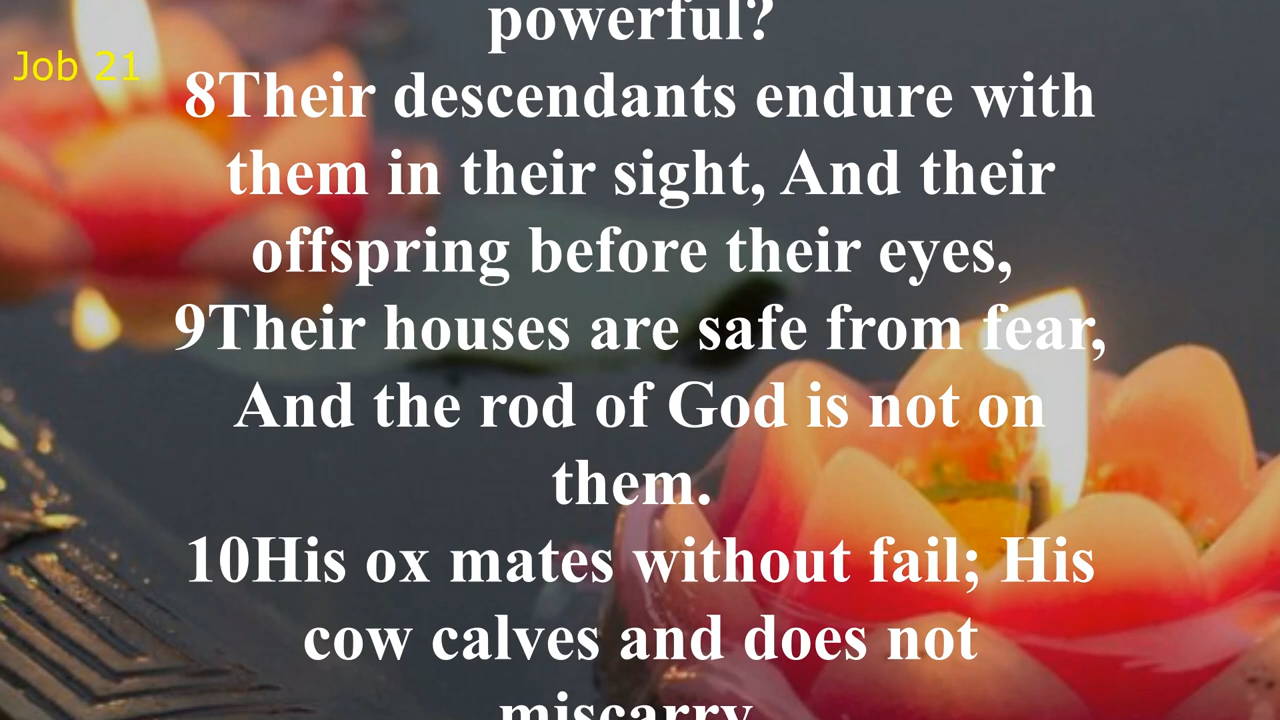 powerful?
Job 21
8Their descendants endure with
them in their sight, And their
offspring before their eyes,
9Their houses are safe from fear,
And the rod of God is not on
them.
10His ox mates without fail; His
cow calves and does not
miscarry